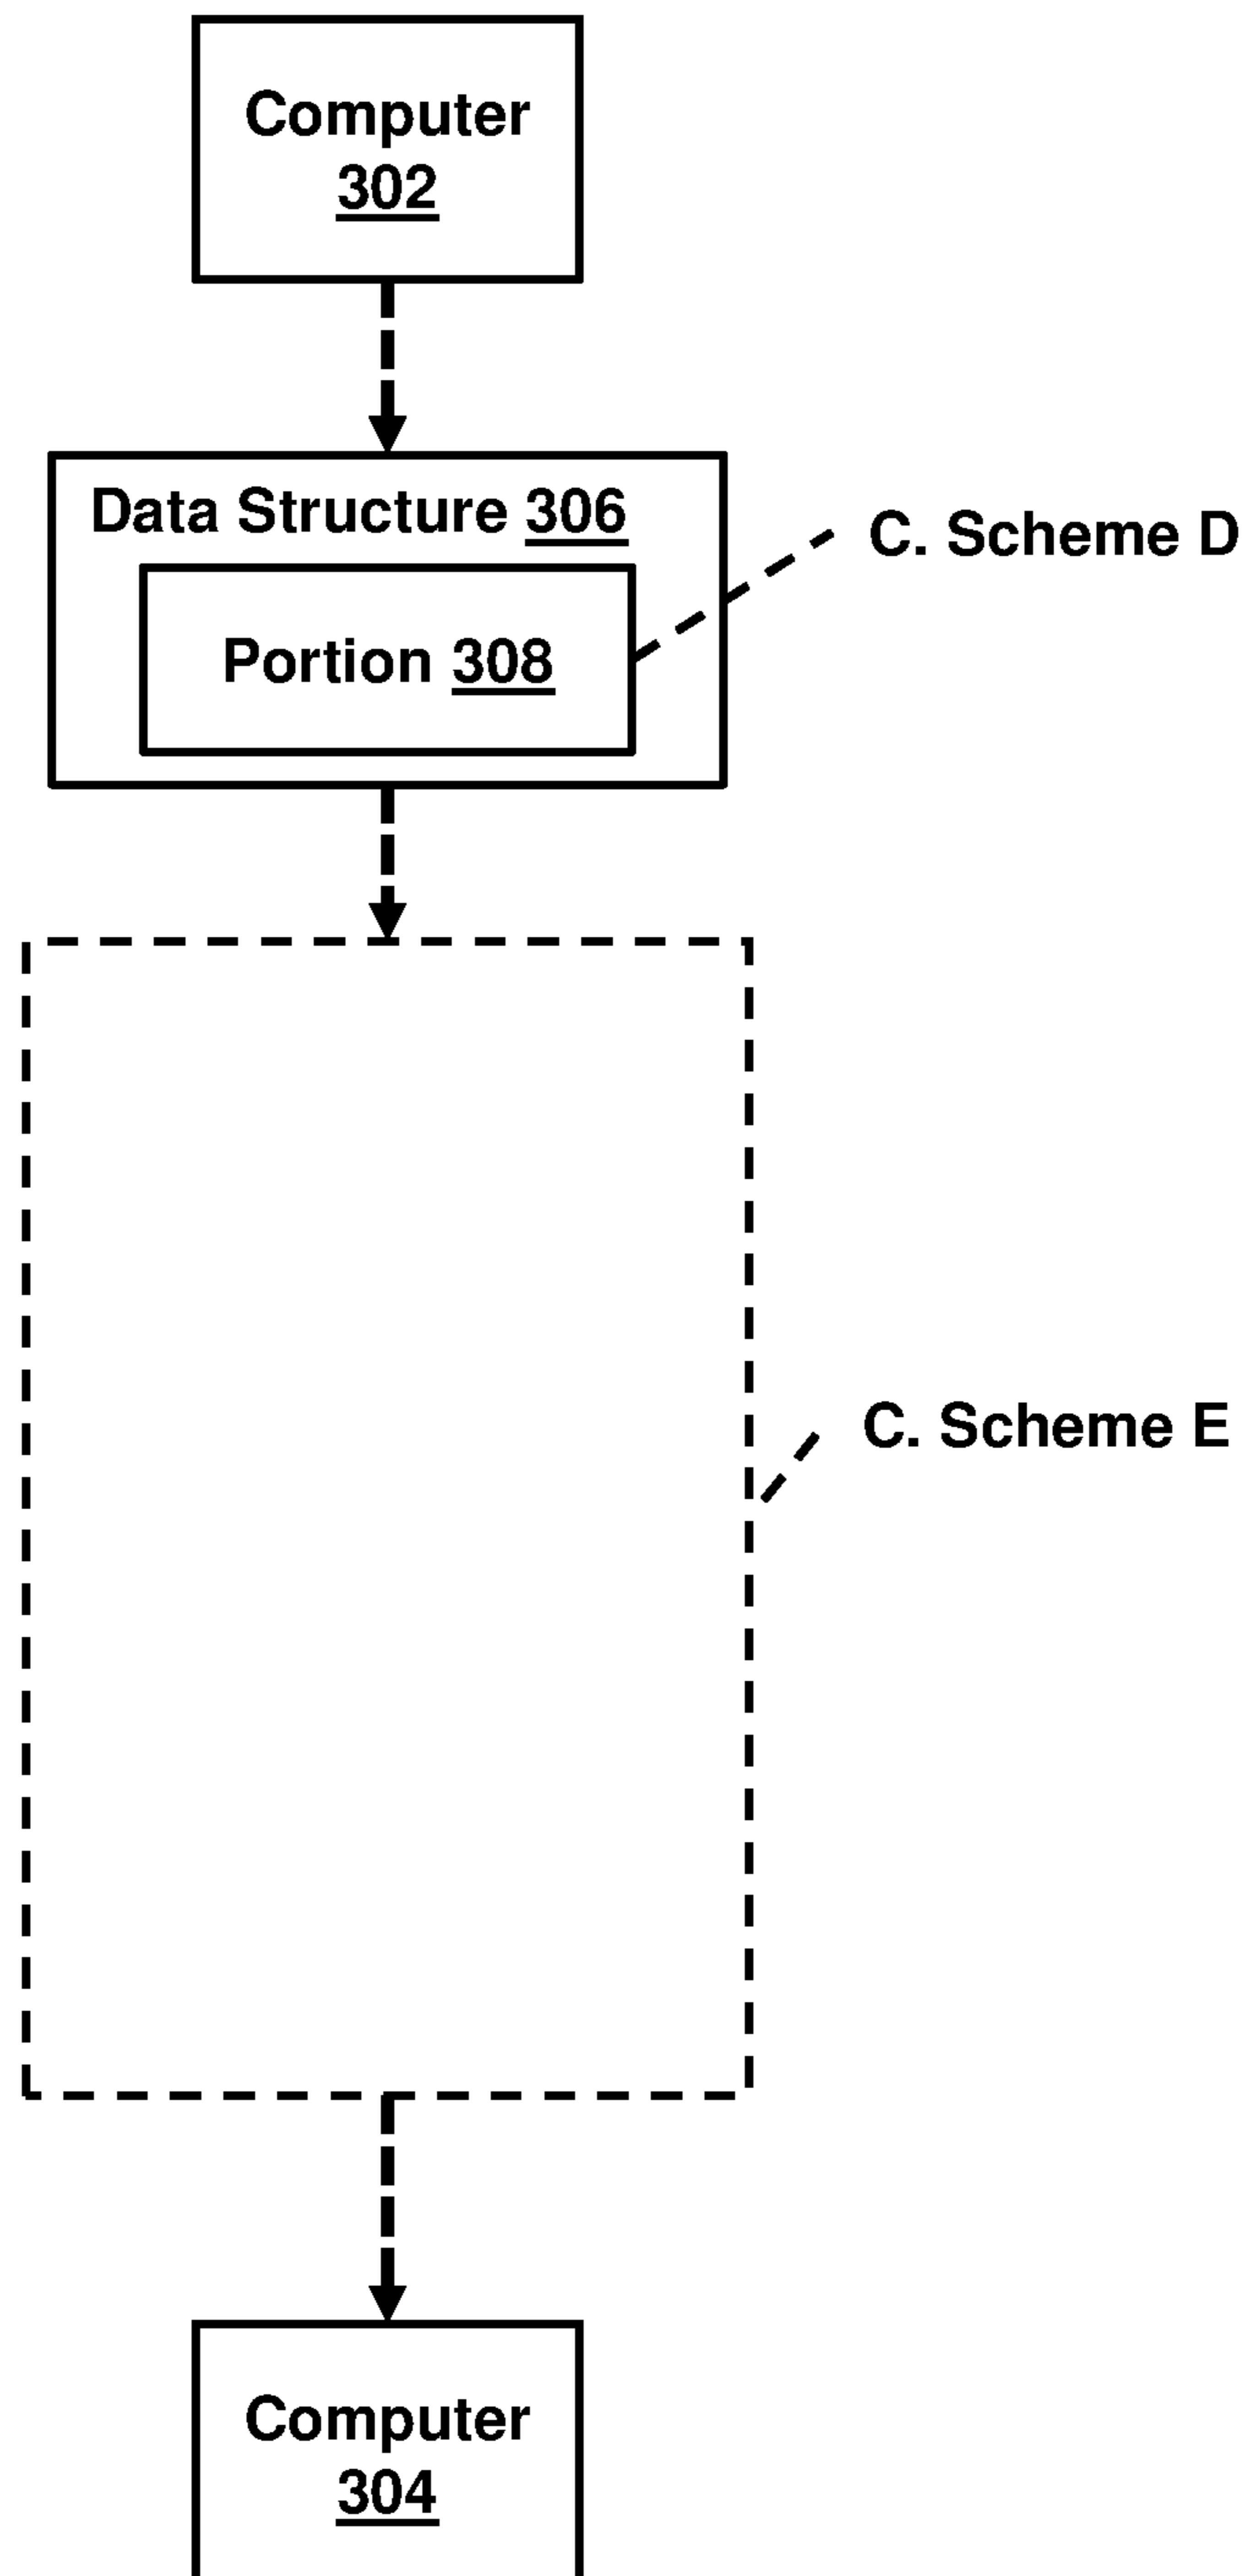 Computer
302
Data Structure 306
C. Scheme D
Portion 308
C. Scheme E
Computer
304